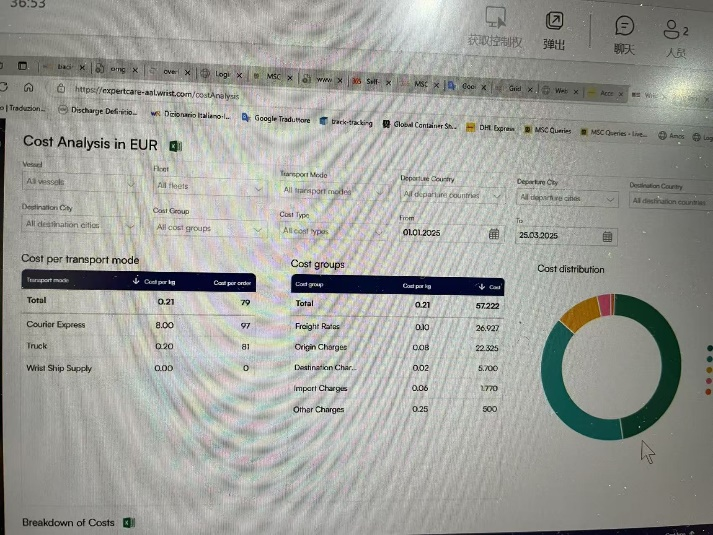 36:53
获取控制权 弹出 聊天 2 人员
back omg over Logi MSC www Self- MSC Goo Grid Web
https://expertcare-aal.wrist.com/costAnalysis
| Traduzion... Discharge Definitio... Dizionario Italiano-I... Google Traduttore track-tracking Global Container Sh... DHL Express MSC Queries MSC Queries - Live... Amos
Cost Analysis in EUR
Vessel Fleet Transport Mode Departure Country Departure City Destination Country
All vessels All fleets All transport modes All departure countries All departure cities All destination countries
Destination City Cost Group Cost Type From To
All destination cities All cost groups All cost types 01.01.2025 25.03.2025
Cost per transport mode Cost groups Cost distribution
Transport mode Cost per kg Cost per order Cost group Cost per kg Cost
Total 0.21 79 Total 0.21 57.222
Courier Express 8.00 97 Freight Rates 0.10 26.927
Truck 0.20 81 Origin Charges 0.08 22.325
Wrist Ship Supply 0.00 0 Destination Char... 0.02 5.700
Import Charges 0.06 1.770
Other Charges 0.25 500
Breakdown of Costs